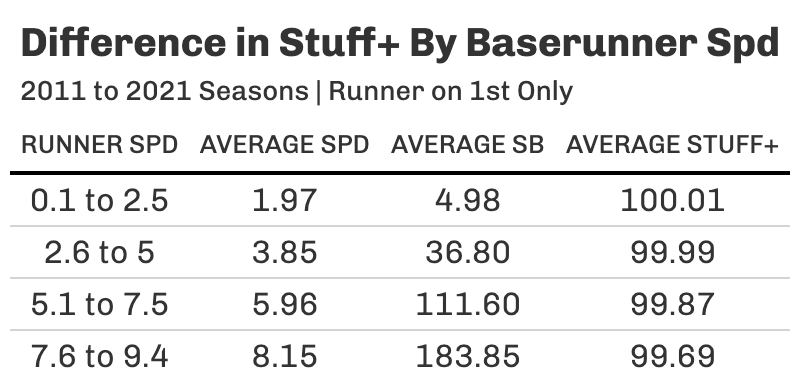 Difference in Stuff+ By Baserunner Spd
2011 to 2021 Seasons | Runner on 1st Only
RUNNER SPD AVERAGE SPD AVERAGE SB AVERAGE STUFF+
0.1 to 2.5 1.97 4.98 100.01
2.6 to 5 3.85 36.80 99.99
5.1 to 7.5 5.96 111.60 99.87
7.6 to 9.4 8.15 183.85 99.69